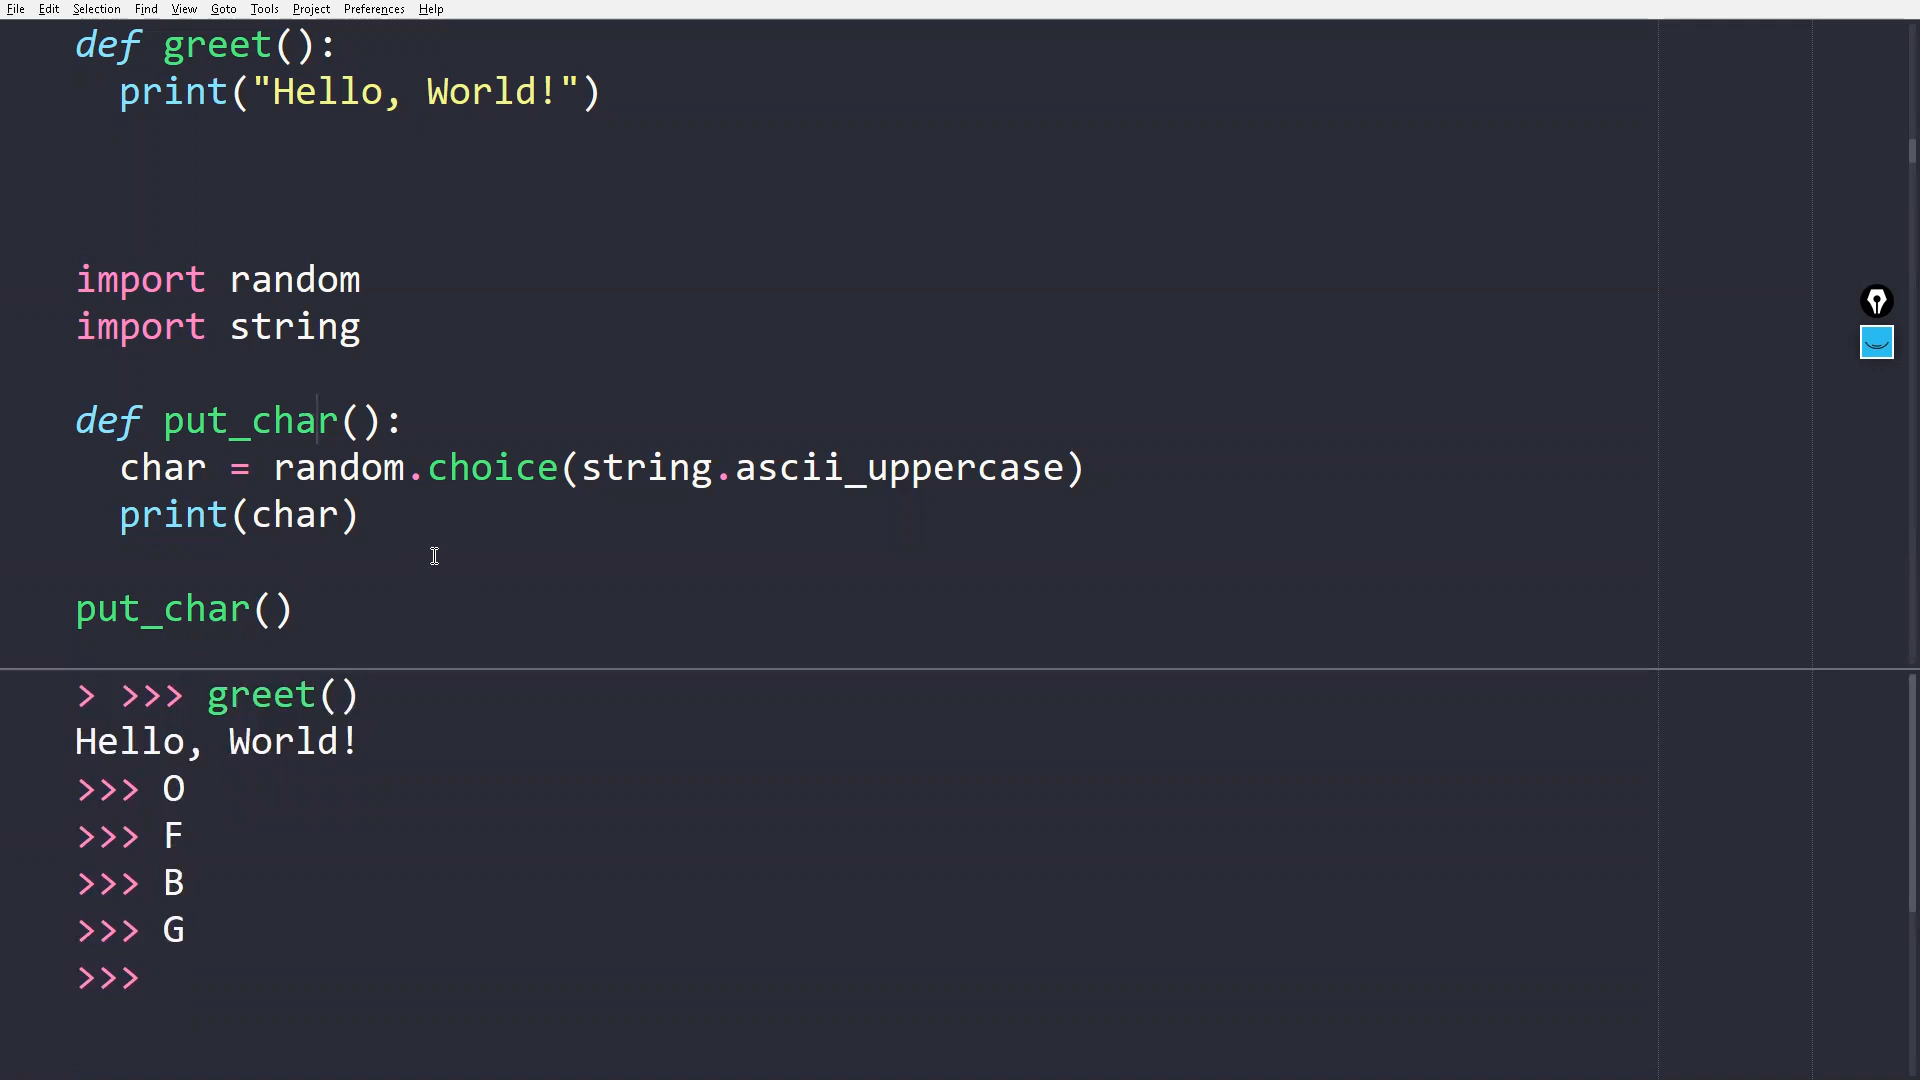 File Edit Selection Find View Goto Tools Project Preferences Help
def greet():
  print("Hello, World!")
import random
import string
def put_char():
  char = random.choice(string.ascii_uppercase)
  print(char)
put_char()
> >>> greet()
Hello, World!
>>> O
>>> F
>>> B
>>> G
>>>